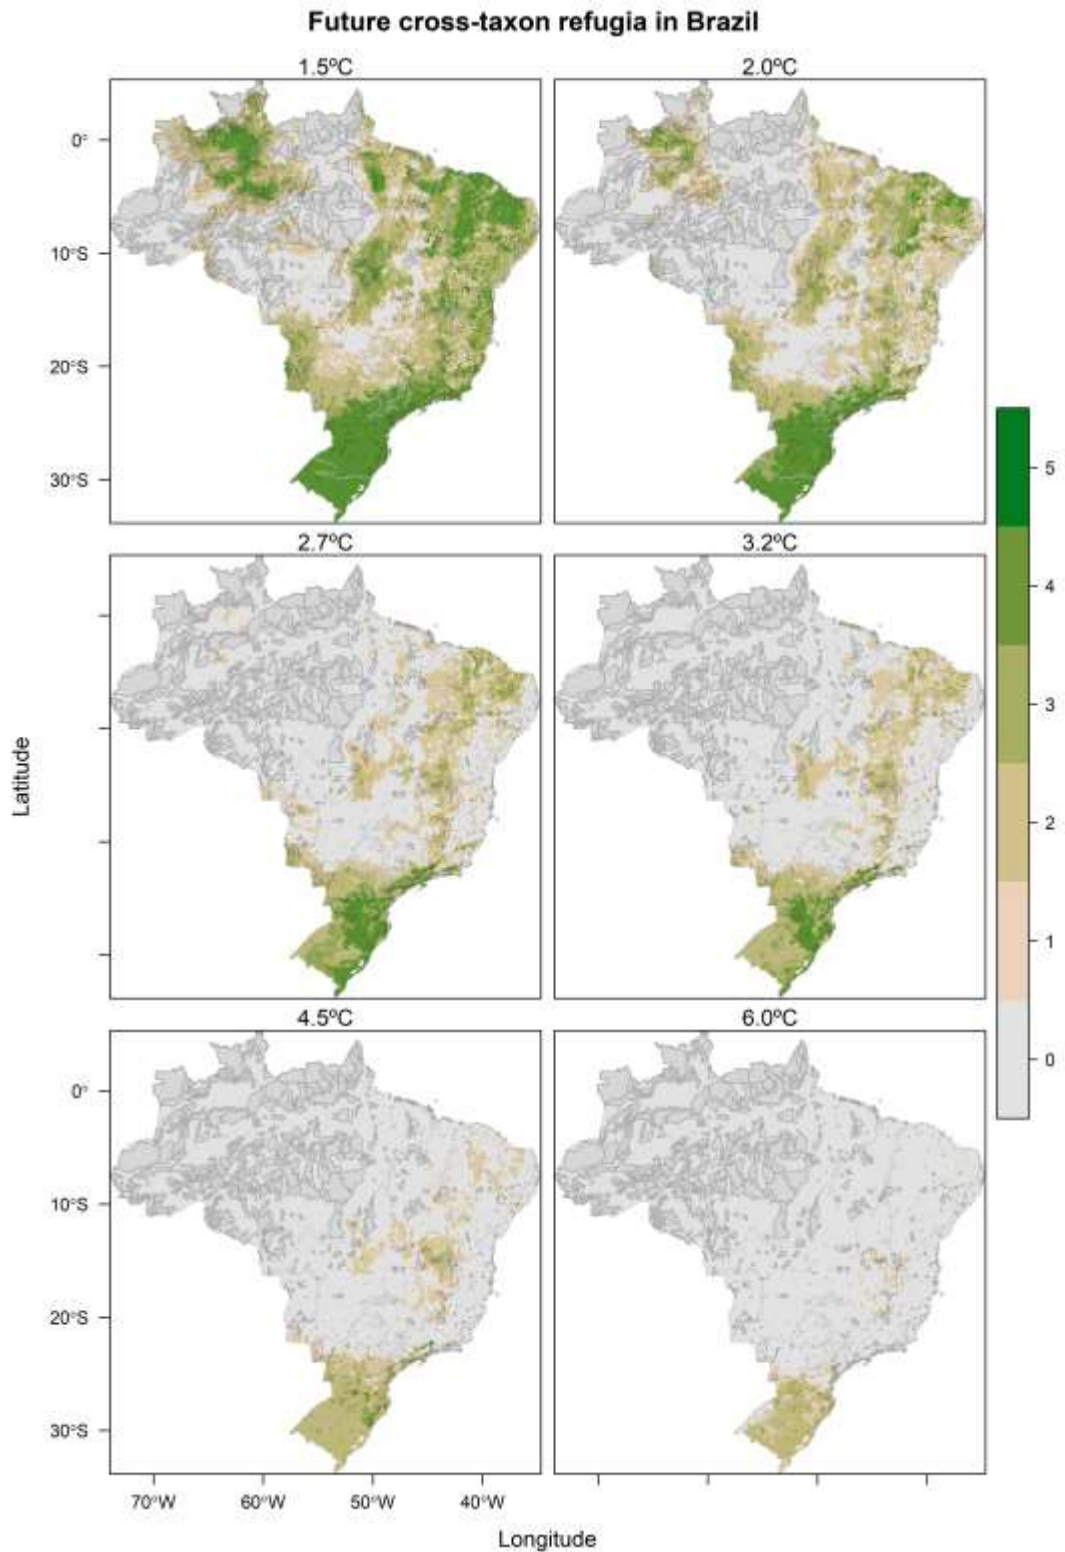 Future cross-taxon refugia in Brazil
1.5ºC
2.0ºC
0°
10°S
20°S
30°S
2.7ºC
3.2ºC
5
4
3
2
1
0
Latitude
4.5ºC
6.0ºC
0°
10°S
20°S
30°S
70°W
60°W
50°W
40°W
Longitude